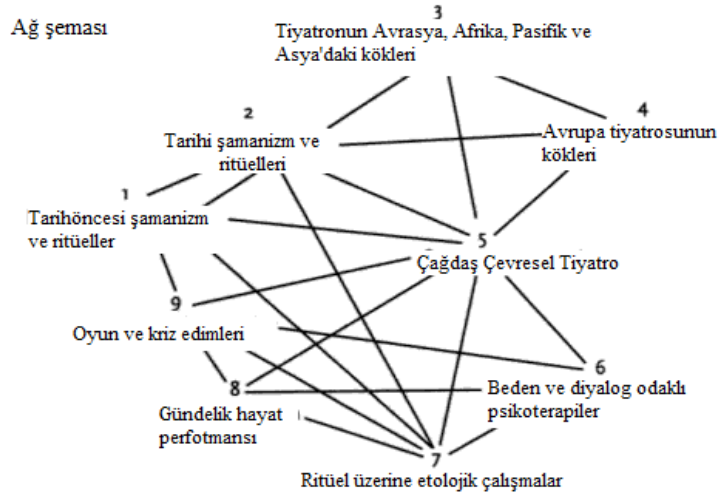 Ağ şeması
3
Tiyatronun Avrasya, Afrika, Pasifik ve
Asya'daki kökleri
2
Tarihi şamanizm ve
ritüelleri
4
Avrupa tiyatrosunun
kökleri
1
Tarihöncesi şamanizm
ve ritüeller
5
Çağdaş Çevresel Tiyatro
9
Oyun ve kriz edimleri
6
Beden ve diyalog odaklı
psikoterapiler
8
Gündelik hayat
perfotmansı
7
Ritüel üzerine etolojik çalışmalar